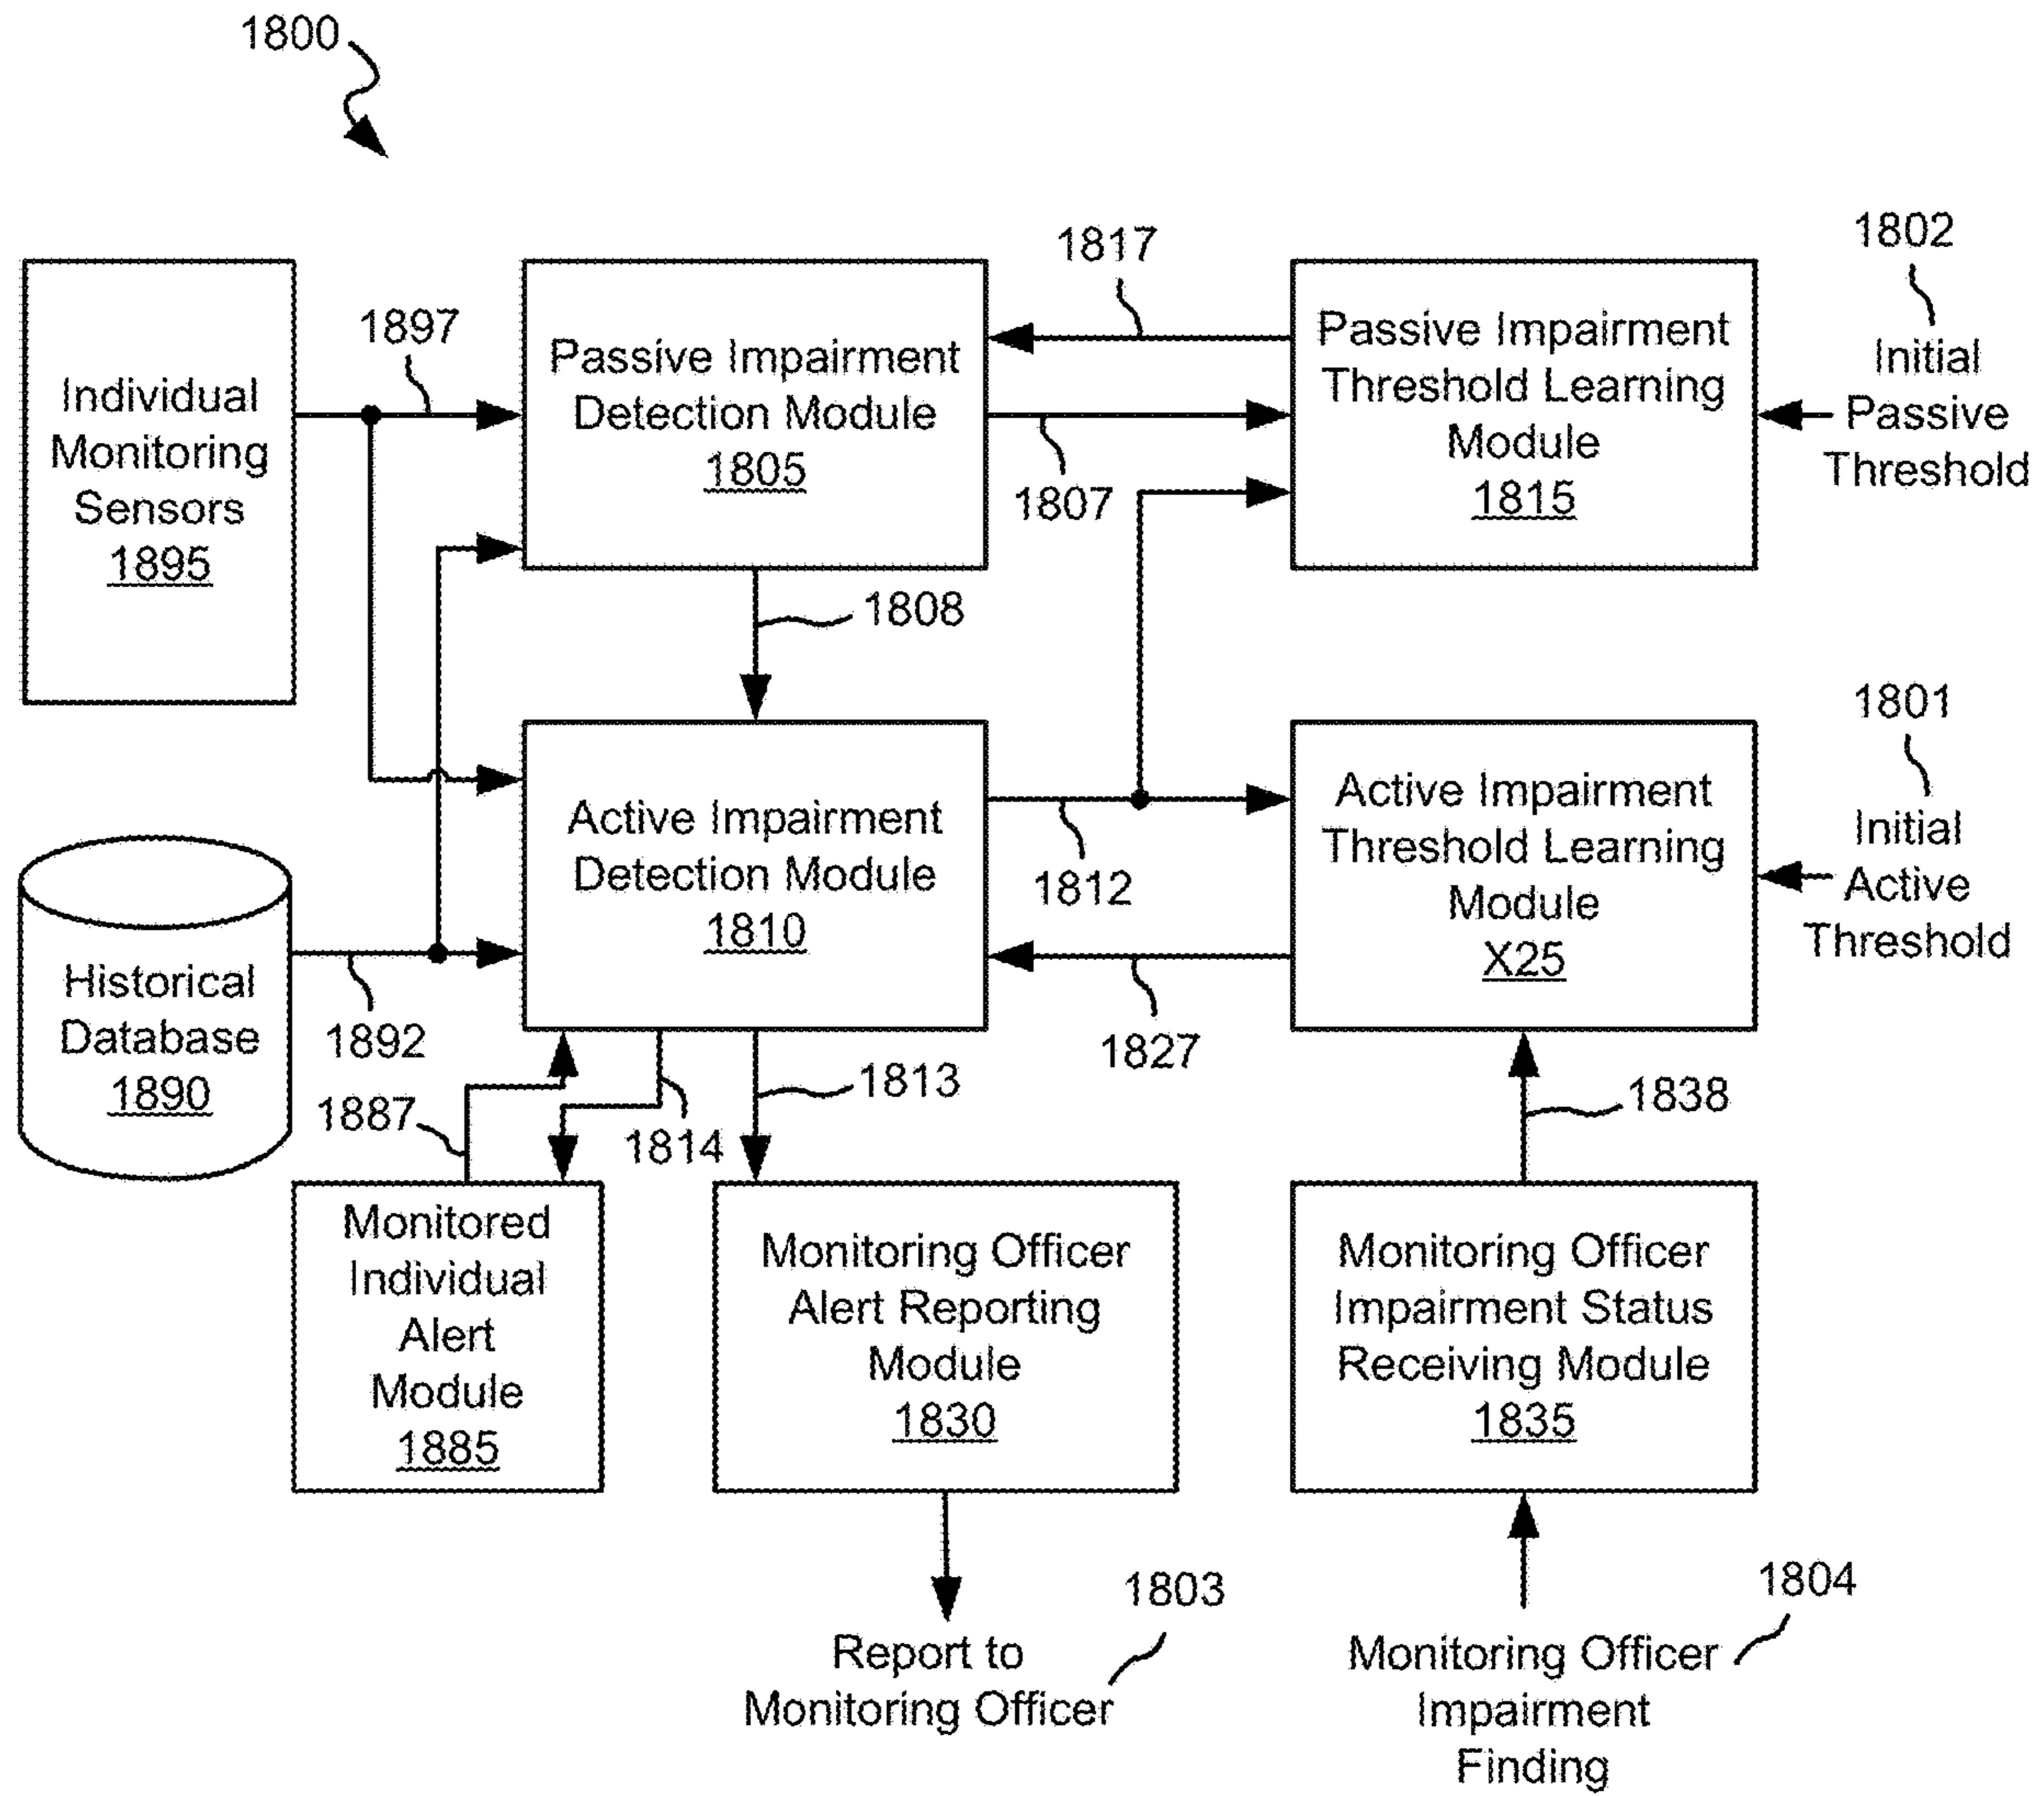 1800
1802
1817
1897
Individual
Monitoring
Sensors
1895
Passive Impairment
Detection Module
1805
Passive Impairment
Threshold Learning
Module
1815
Initial
Passive
Threshold
1807
1808
1801
Active Impairment
Detection Module
1810
Active Impairment
Threshold Learning
Module
X25
Initial
Active
Threshold
1812
Historical
Database
1890
1892
1827
1887
1814
1813
1838
Monitored
Individual
Alert
Module
1885
Monitoring Officer
Alert Reporting
Module
1830
Monitoring Officer
Impairment Status
Receiving Module
1835
1803
1804
Report to
Monitoring Officer
Monitoring Officer
Impairment
Finding